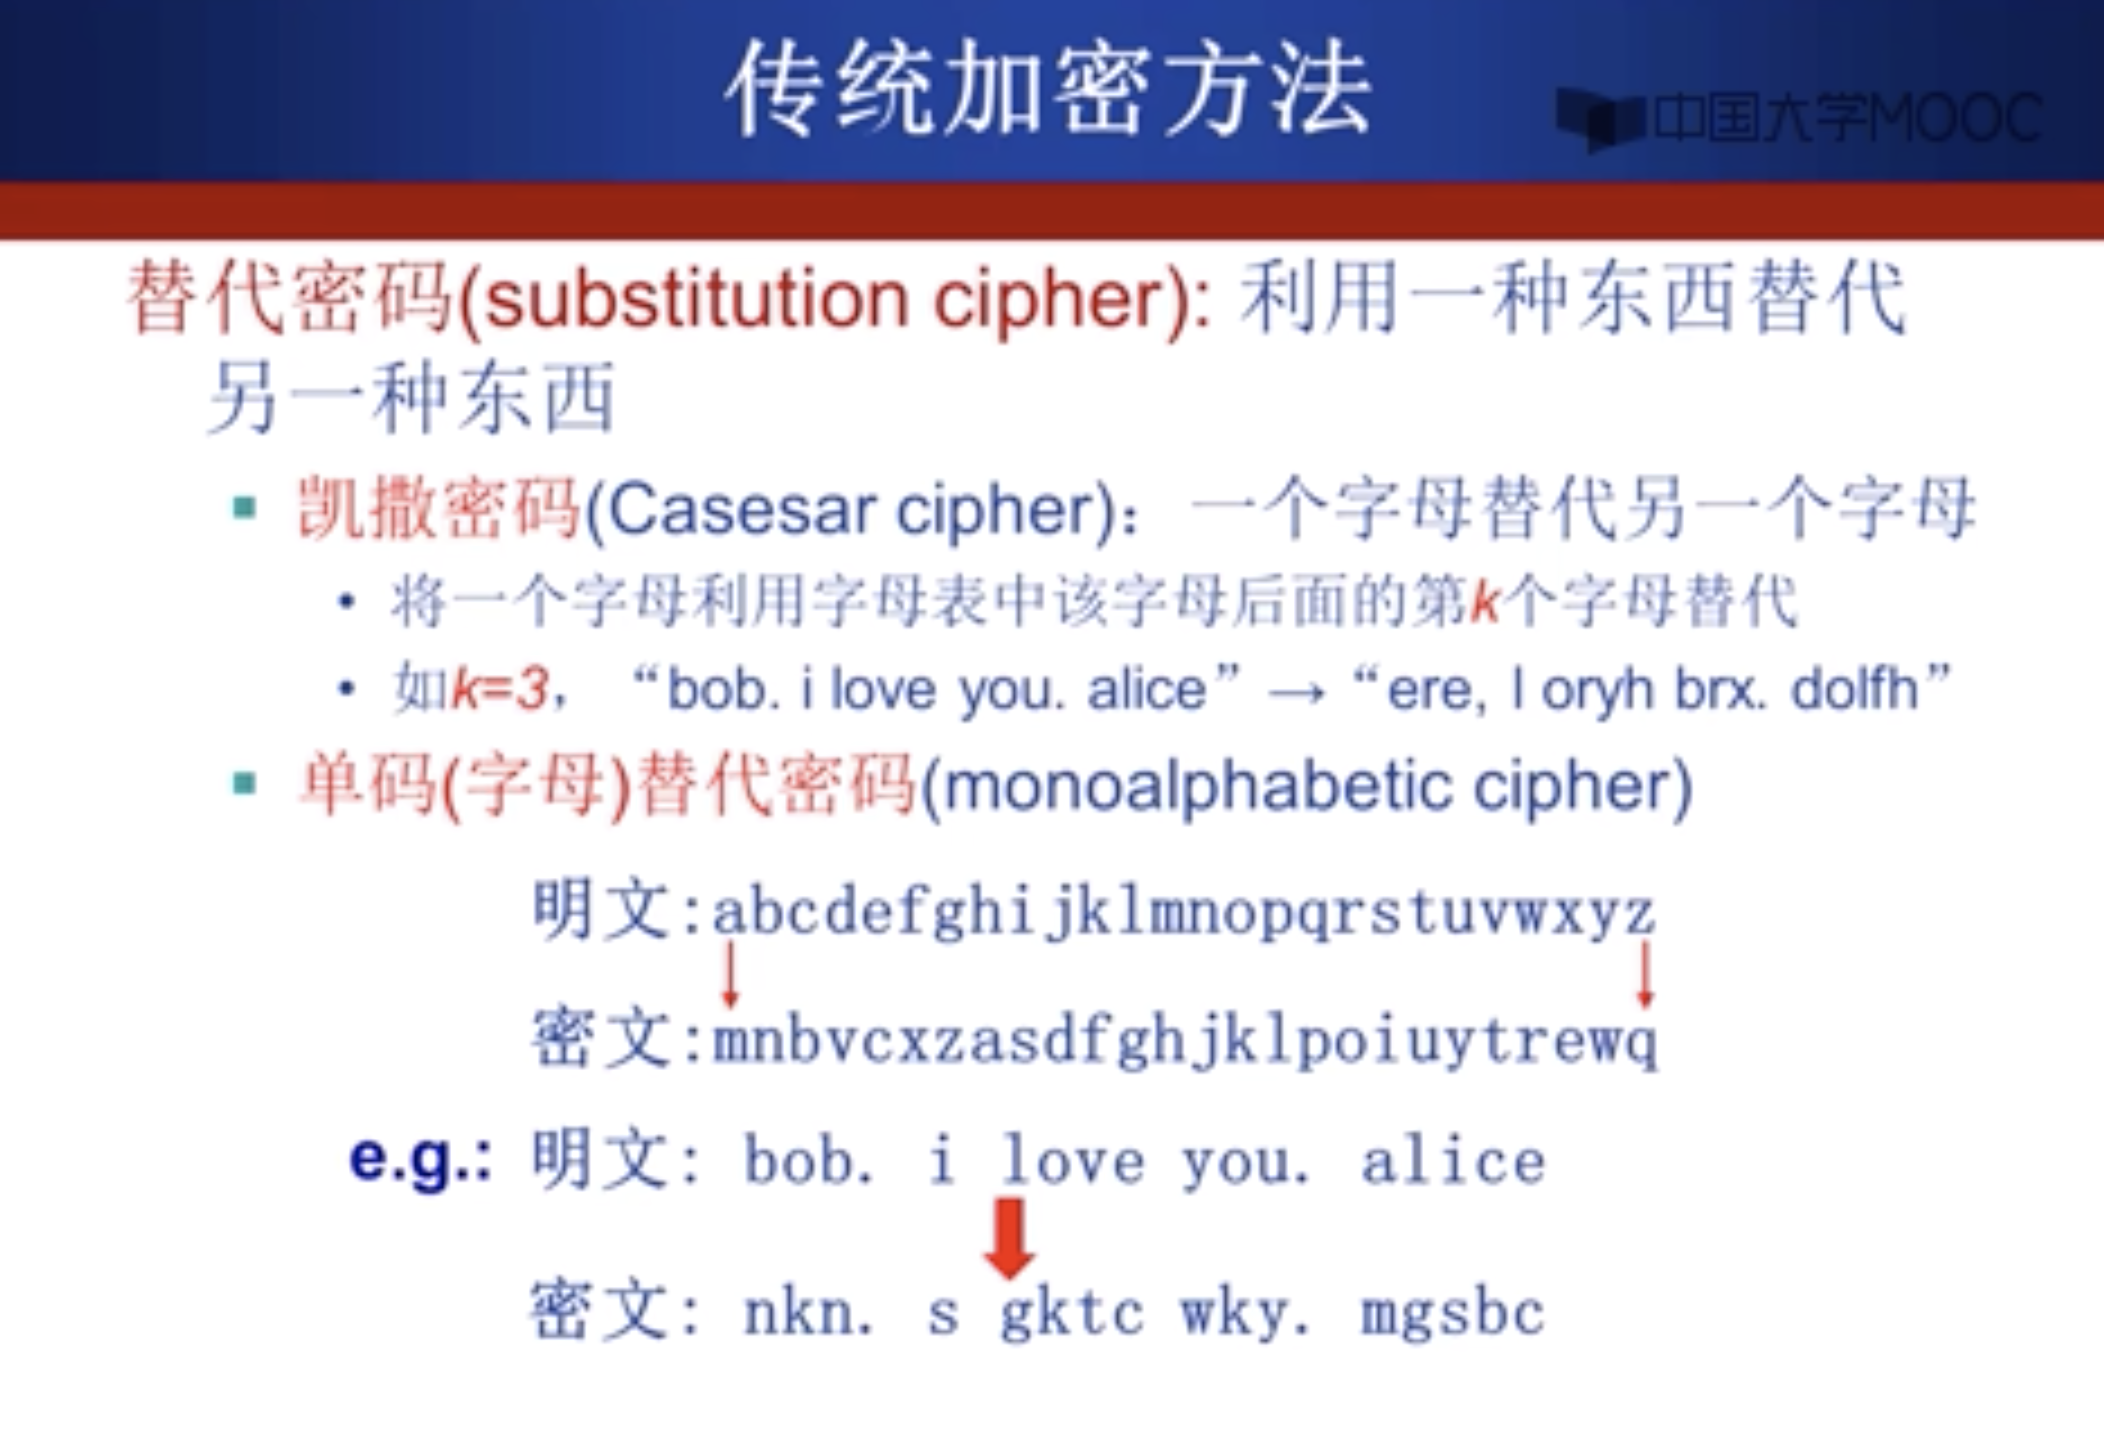 传统加密方法
中国大学MOOC
替代密码(substitution cipher): 利用一种东西替代
另一种东西
凯撒密码(Casesar cipher)：一个字母替代另一个字母
• 将一个字母利用字母表中该字母后面的第k个字母替代
• 如k=3， “bob. i love you. alice” → “ere, l oryh brx. dolfh”
单码(字母)替代密码(monoalphabetic cipher)
明文:abcdefghijklmnopqrstuvwxyz
密文:mnbvcxzasdfghjklpoiuytrewq
e.g.: 明文: bob. i love you. alice
密文: nkn. s gktc wky. mgsbc